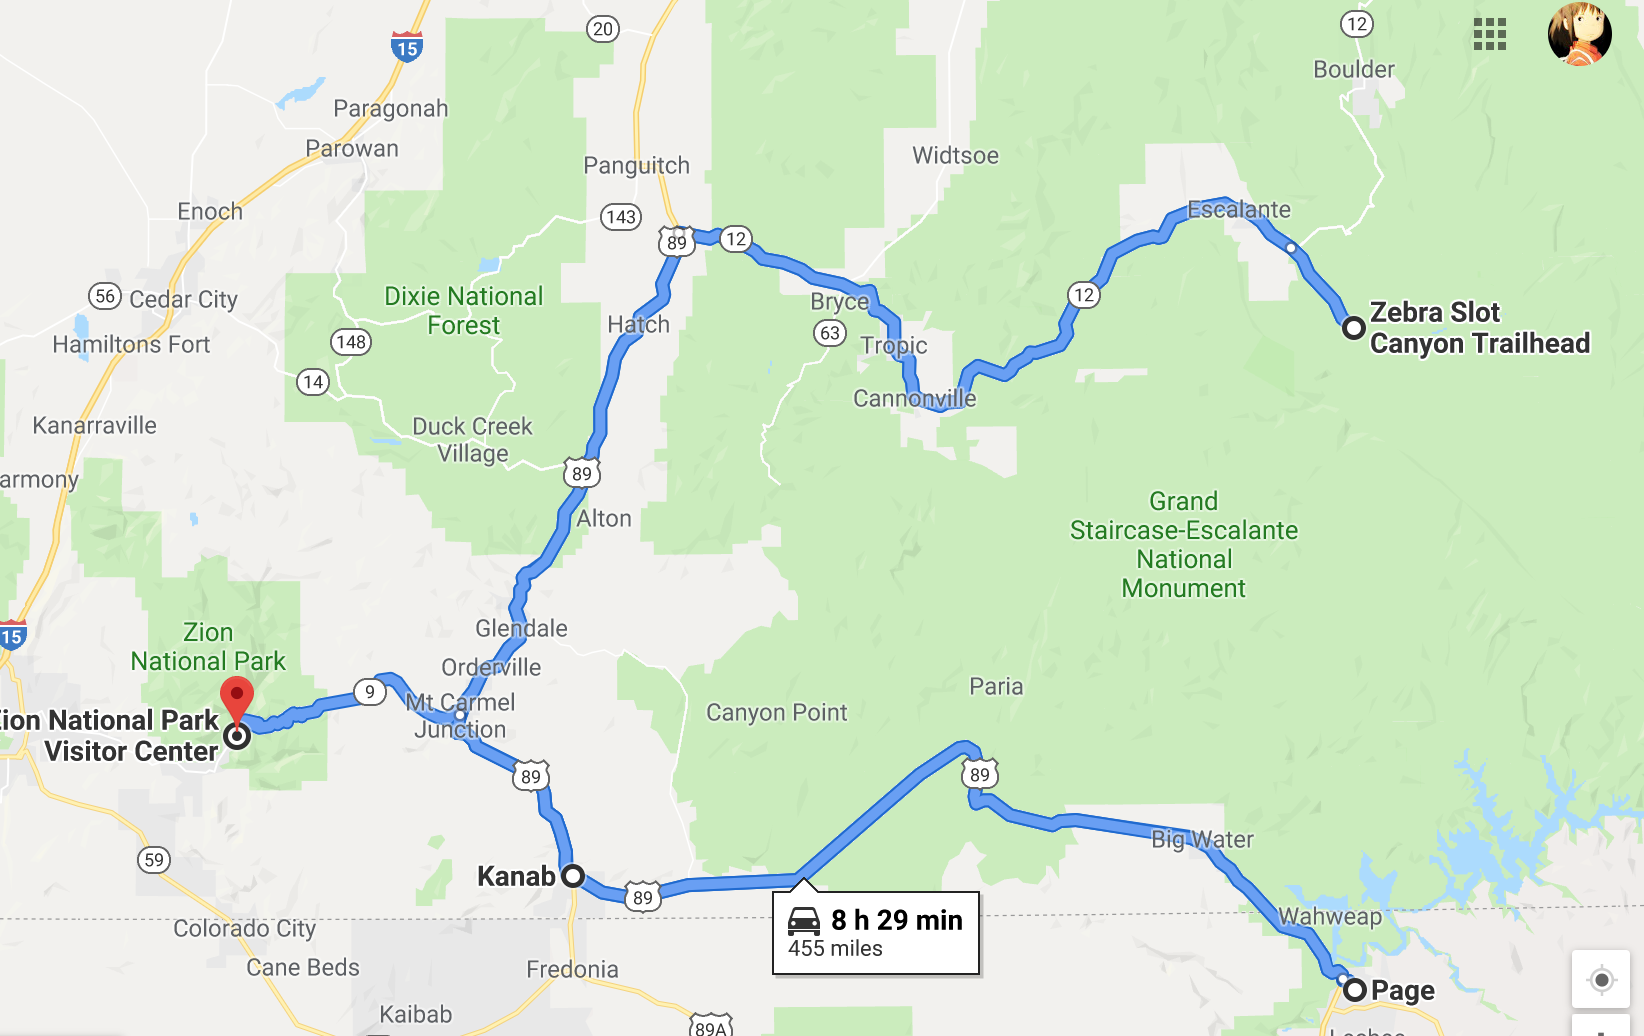 20
12
15
Boulder
Paragonah
Parowan
Panguitch
Widtsoe
Enoch
143
Escalante
89
12
56
Cedar City
Dixie National
Forest
Bryce
12
Zebra Slot
Canyon Trailhead
Hatch
63
Tropic
Hamiltons Fort
148
14
Cannonville
Kanarraville
Duck Creek
Village
armony
89
Alton
Grand
Staircase-Escalante
National
Monument
15
Zion
National Park
Glendale
Orderville
9
Mt Carmel
Junction
Paria
Canyon Point
Zion National Park
Visitor Center
89
89
Big Water
59
Kanab
89
8 h 29 min
455 miles
Wahweap
Colorado City
Cane Beds
Fredonia
Page
Kaibab
89A